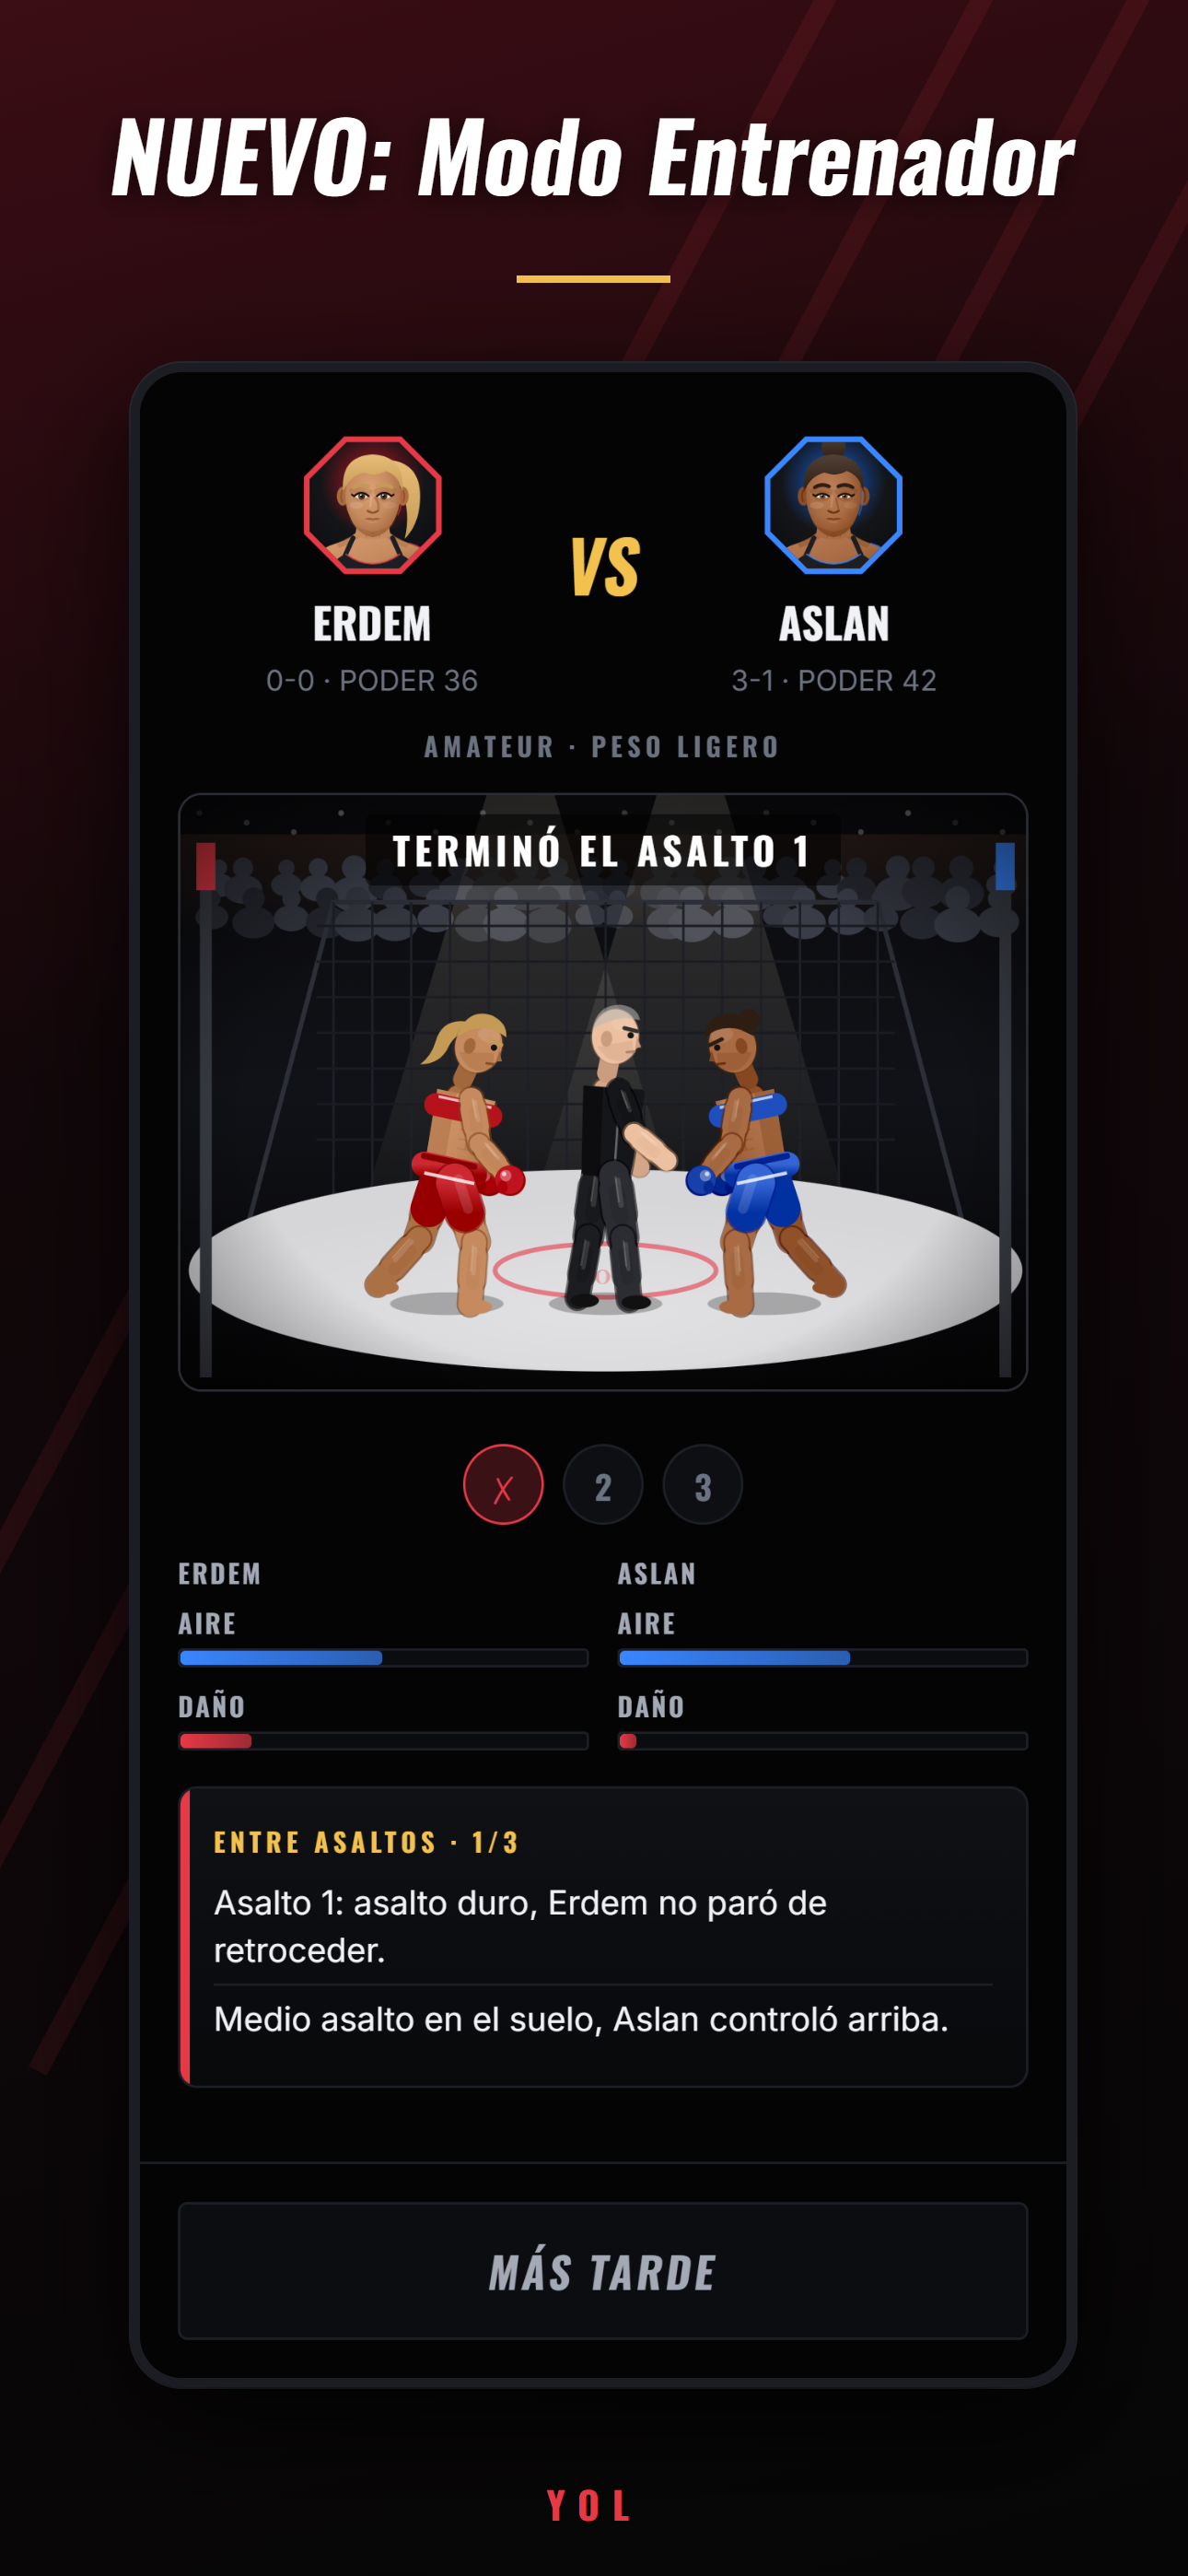 NUEVO: Modo Entrenador
VS
ERDEM
ASLAN
0-0 · PODER 36
3-1 · PODER 42
AMATEUR · PESO LIGERO
TERMINÓ EL ASALTO 1
X
2
3
ERDEM
ASLAN
AIRE
AIRE
DAÑO
DAÑO
ENTRE ASALTOS · 1/3
Asalto 1: asalto duro, Erdem no paró de
retroceder.
Medio asalto en el suelo, Aslan controló arriba.
MÁS TARDE
YOL